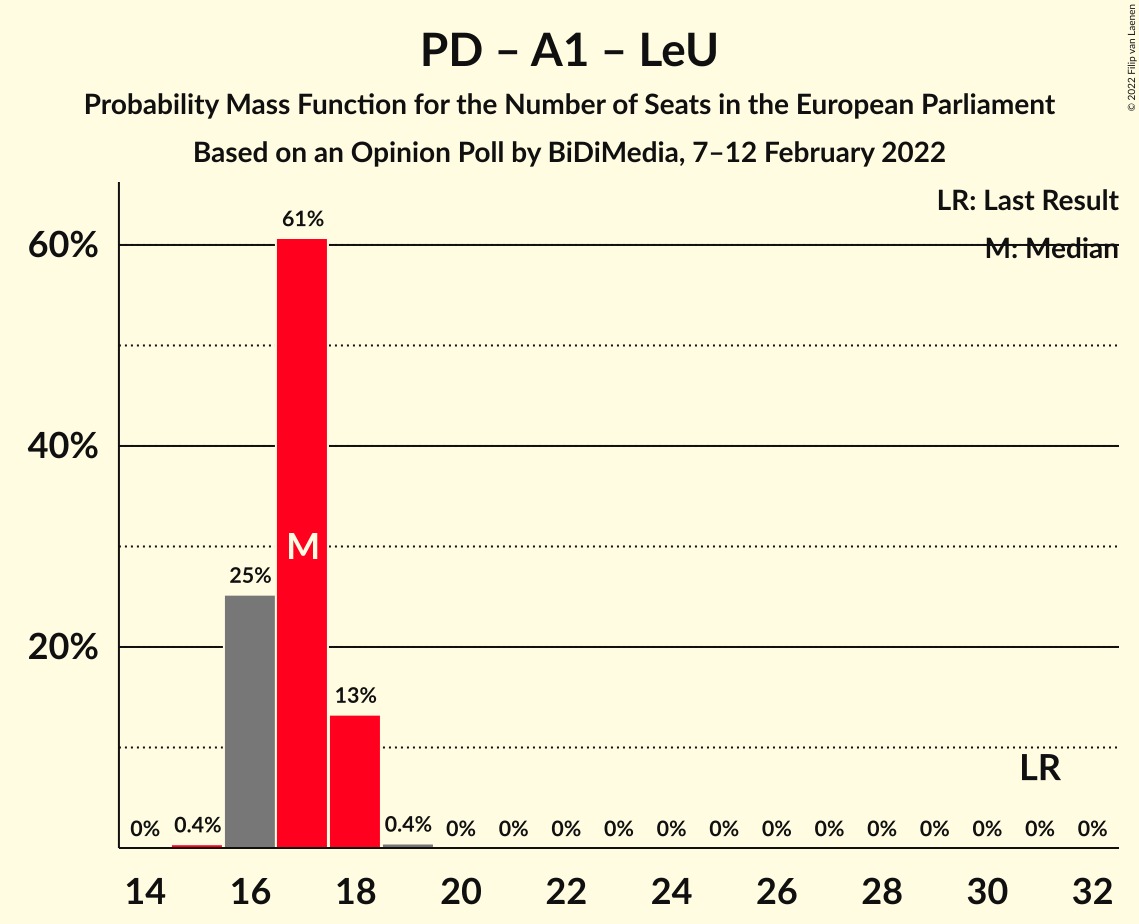 PD – A1 – LeU
Probability Mass Function for the Number of Seats in the European Parliament
Based on an Opinion Poll by BiDiMedia, 7–12 February 2022
© 2022 Filip van Laenen
LR: Last Result
M: Median
60%
40%
20%
0% 0.4% 25% 61% 13% 0.4% 0% 0% 0% 0% 0% 0% 0% 0% 0% 0% 0% 0% 0%
M
LR
14 16 18 20 22 24 26 28 30 32